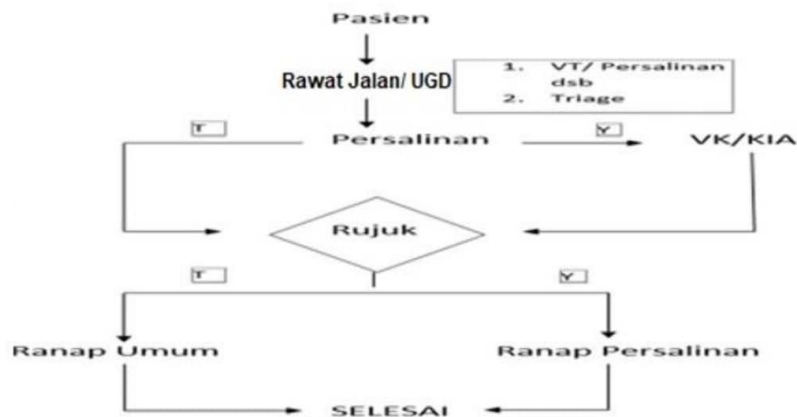 Pasien
Rawat Jalan/ UGD
1. VT/ Persalinan
dsb
2. Triage
T
Persalinan
Y
VK/KIA
Rujuk
T
Y
Ranap Umum
Ranap Persalinan
SELESAI